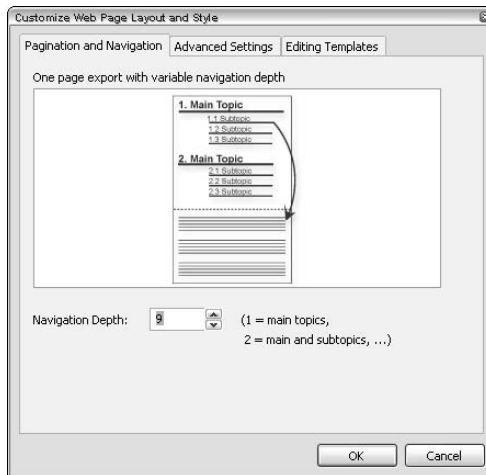 Customize Web Page Layout and Style
Pagination and Navigation
Advanced Settings
Editing Templates
One page export with variable navigation depth
1. Main Topic
1.1 Subtopic
1.2 Subtopic
1.3 Subtopic
2. Main Topic
2.1 Subtopic
2.2 Subtopic
2.3 Subtopic
Navigation Depth:
9
(1 = main topics,
2 = main and subtopics, ...)
OK
Cancel